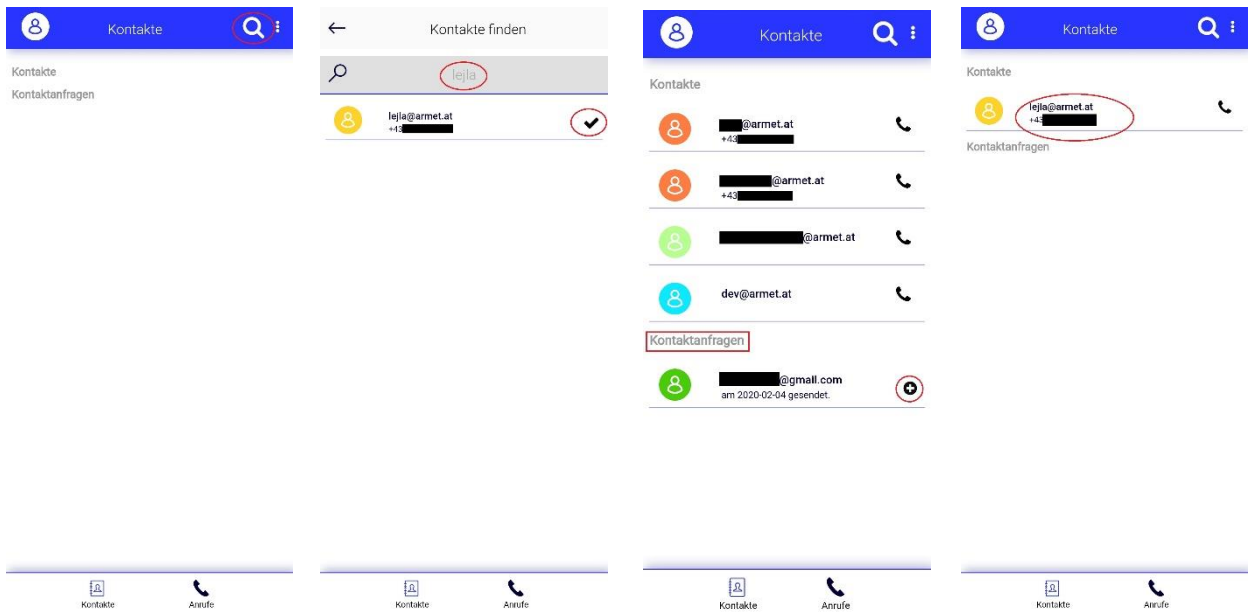 Kontakte
Kontakte
Kontaktanfragen
Kontakte
Anrufe
Kontakte finden
lejla
lejla@armet.at
+43
Kontakte
Anrufe
Kontakte
Kontakte
@armet.at
+43
@armet.at
+43
@armet.at
dev@armet.at
Kontaktanfragen
@gmail.com
am 2020-02-04 gesendet.
Kontakte
Anrufe
Kontakte
Kontakte
lejla@armet.at
+43
Kontaktanfragen
Kontakte
Anrufe